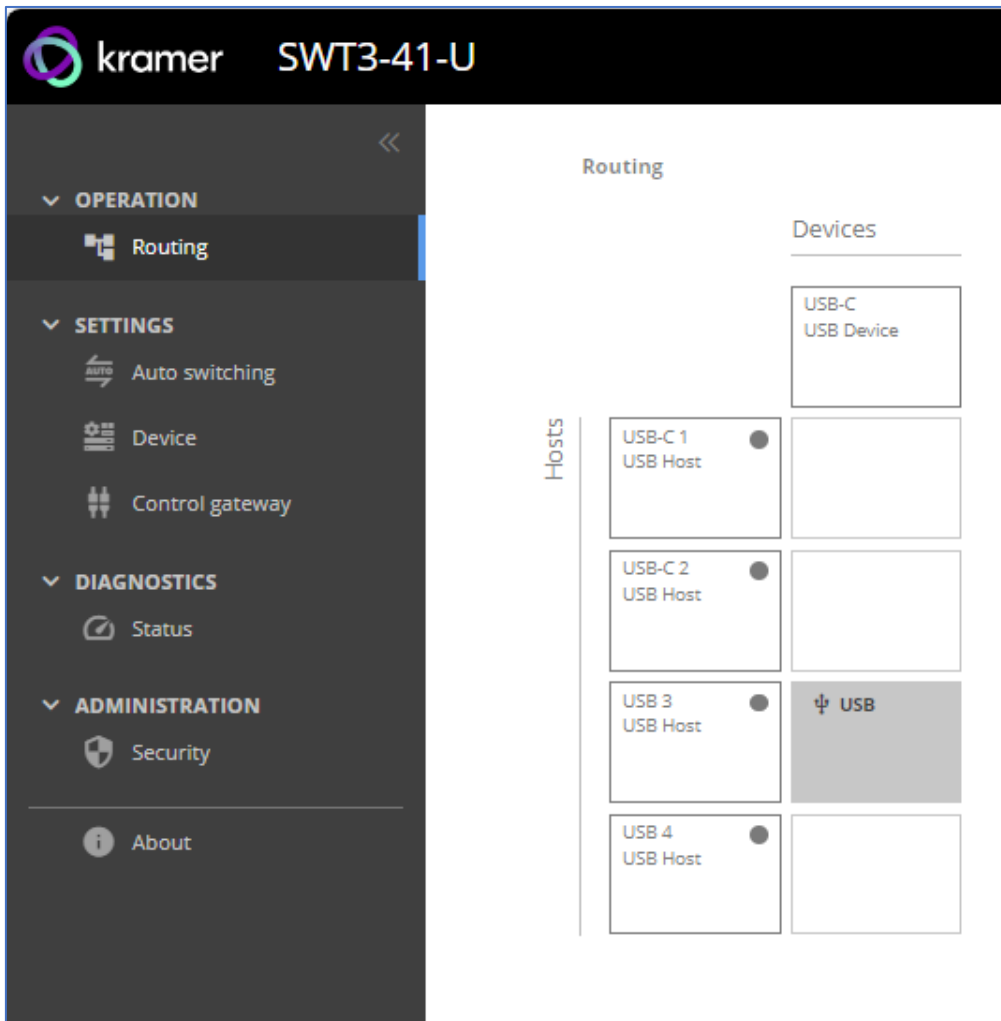 kramer SWT3-41-U
OPERATION
Routing
SETTINGS
AUTO
Auto switching
Device
Control gateway
DIAGNOSTICS
Status
ADMINISTRATION
Security
i
About
Routing
Devices
USB-C
USB Device
Hosts
USB-C 1
USB Host
USB-C 2
USB Host
USB 3
USB Host
USB
USB 4
USB Host